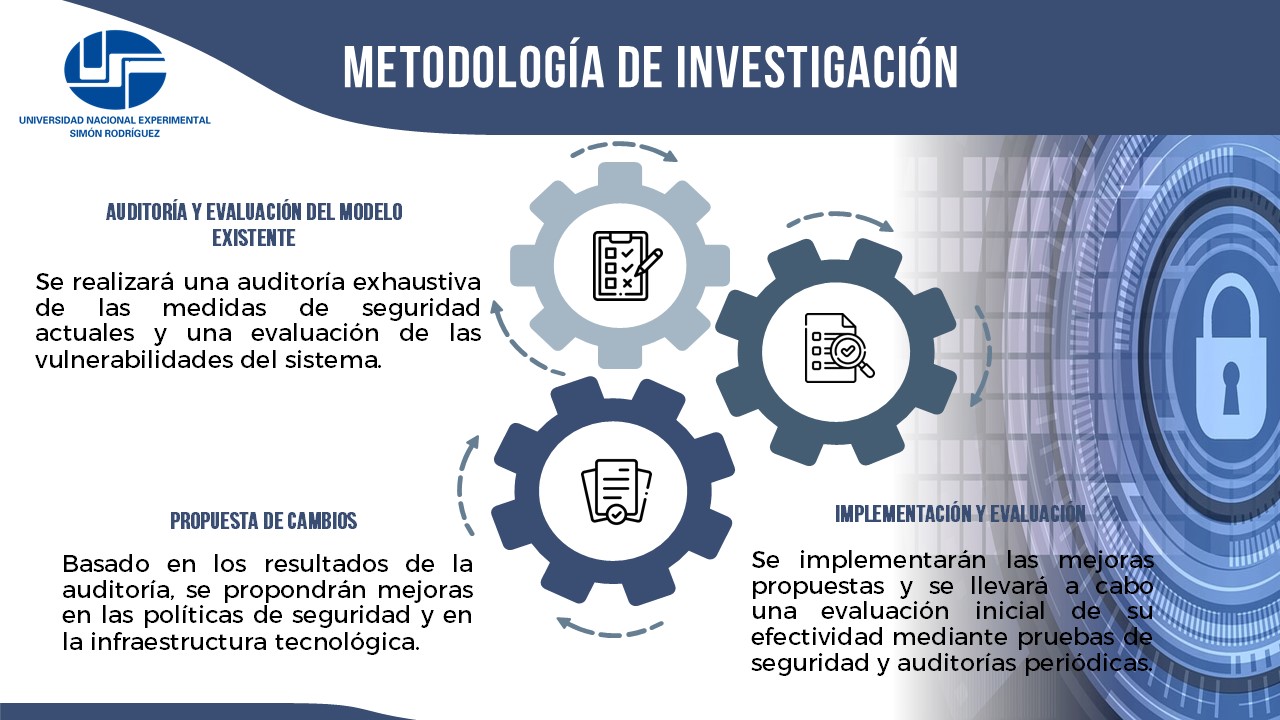 METODOLOGÍA DE INVESTIGACIÓN
UNIVERSIDAD NACIONAL EXPERIMENTAL
SIMÓN RODRÍGUEZ
AUDITORÍA Y EVALUACIÓN DEL MODELO
EXISTENTE
Se realizará una auditoría exhaustiva
de las medidas de seguridad
actuales y una evaluación de las
vulnerabilidades del sistema.
PROPUESTA DE CAMBIOS
Basado en los resultados de la
auditoría, se propondrán mejoras
en las políticas de seguridad y en
la infraestructura tecnológica.
IMPLEMENTACIÓN Y EVALUACIÓN
Se implementarán las mejoras
propuestas y se llevará a cabo
una evaluación inicial de su
efectividad mediante pruebas de
seguridad y auditorías periódicas.